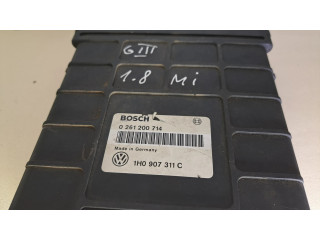 GIII
1.8 Mi
BOSCH
0 261 200 714
Made in Germany
1H0 907 311 C